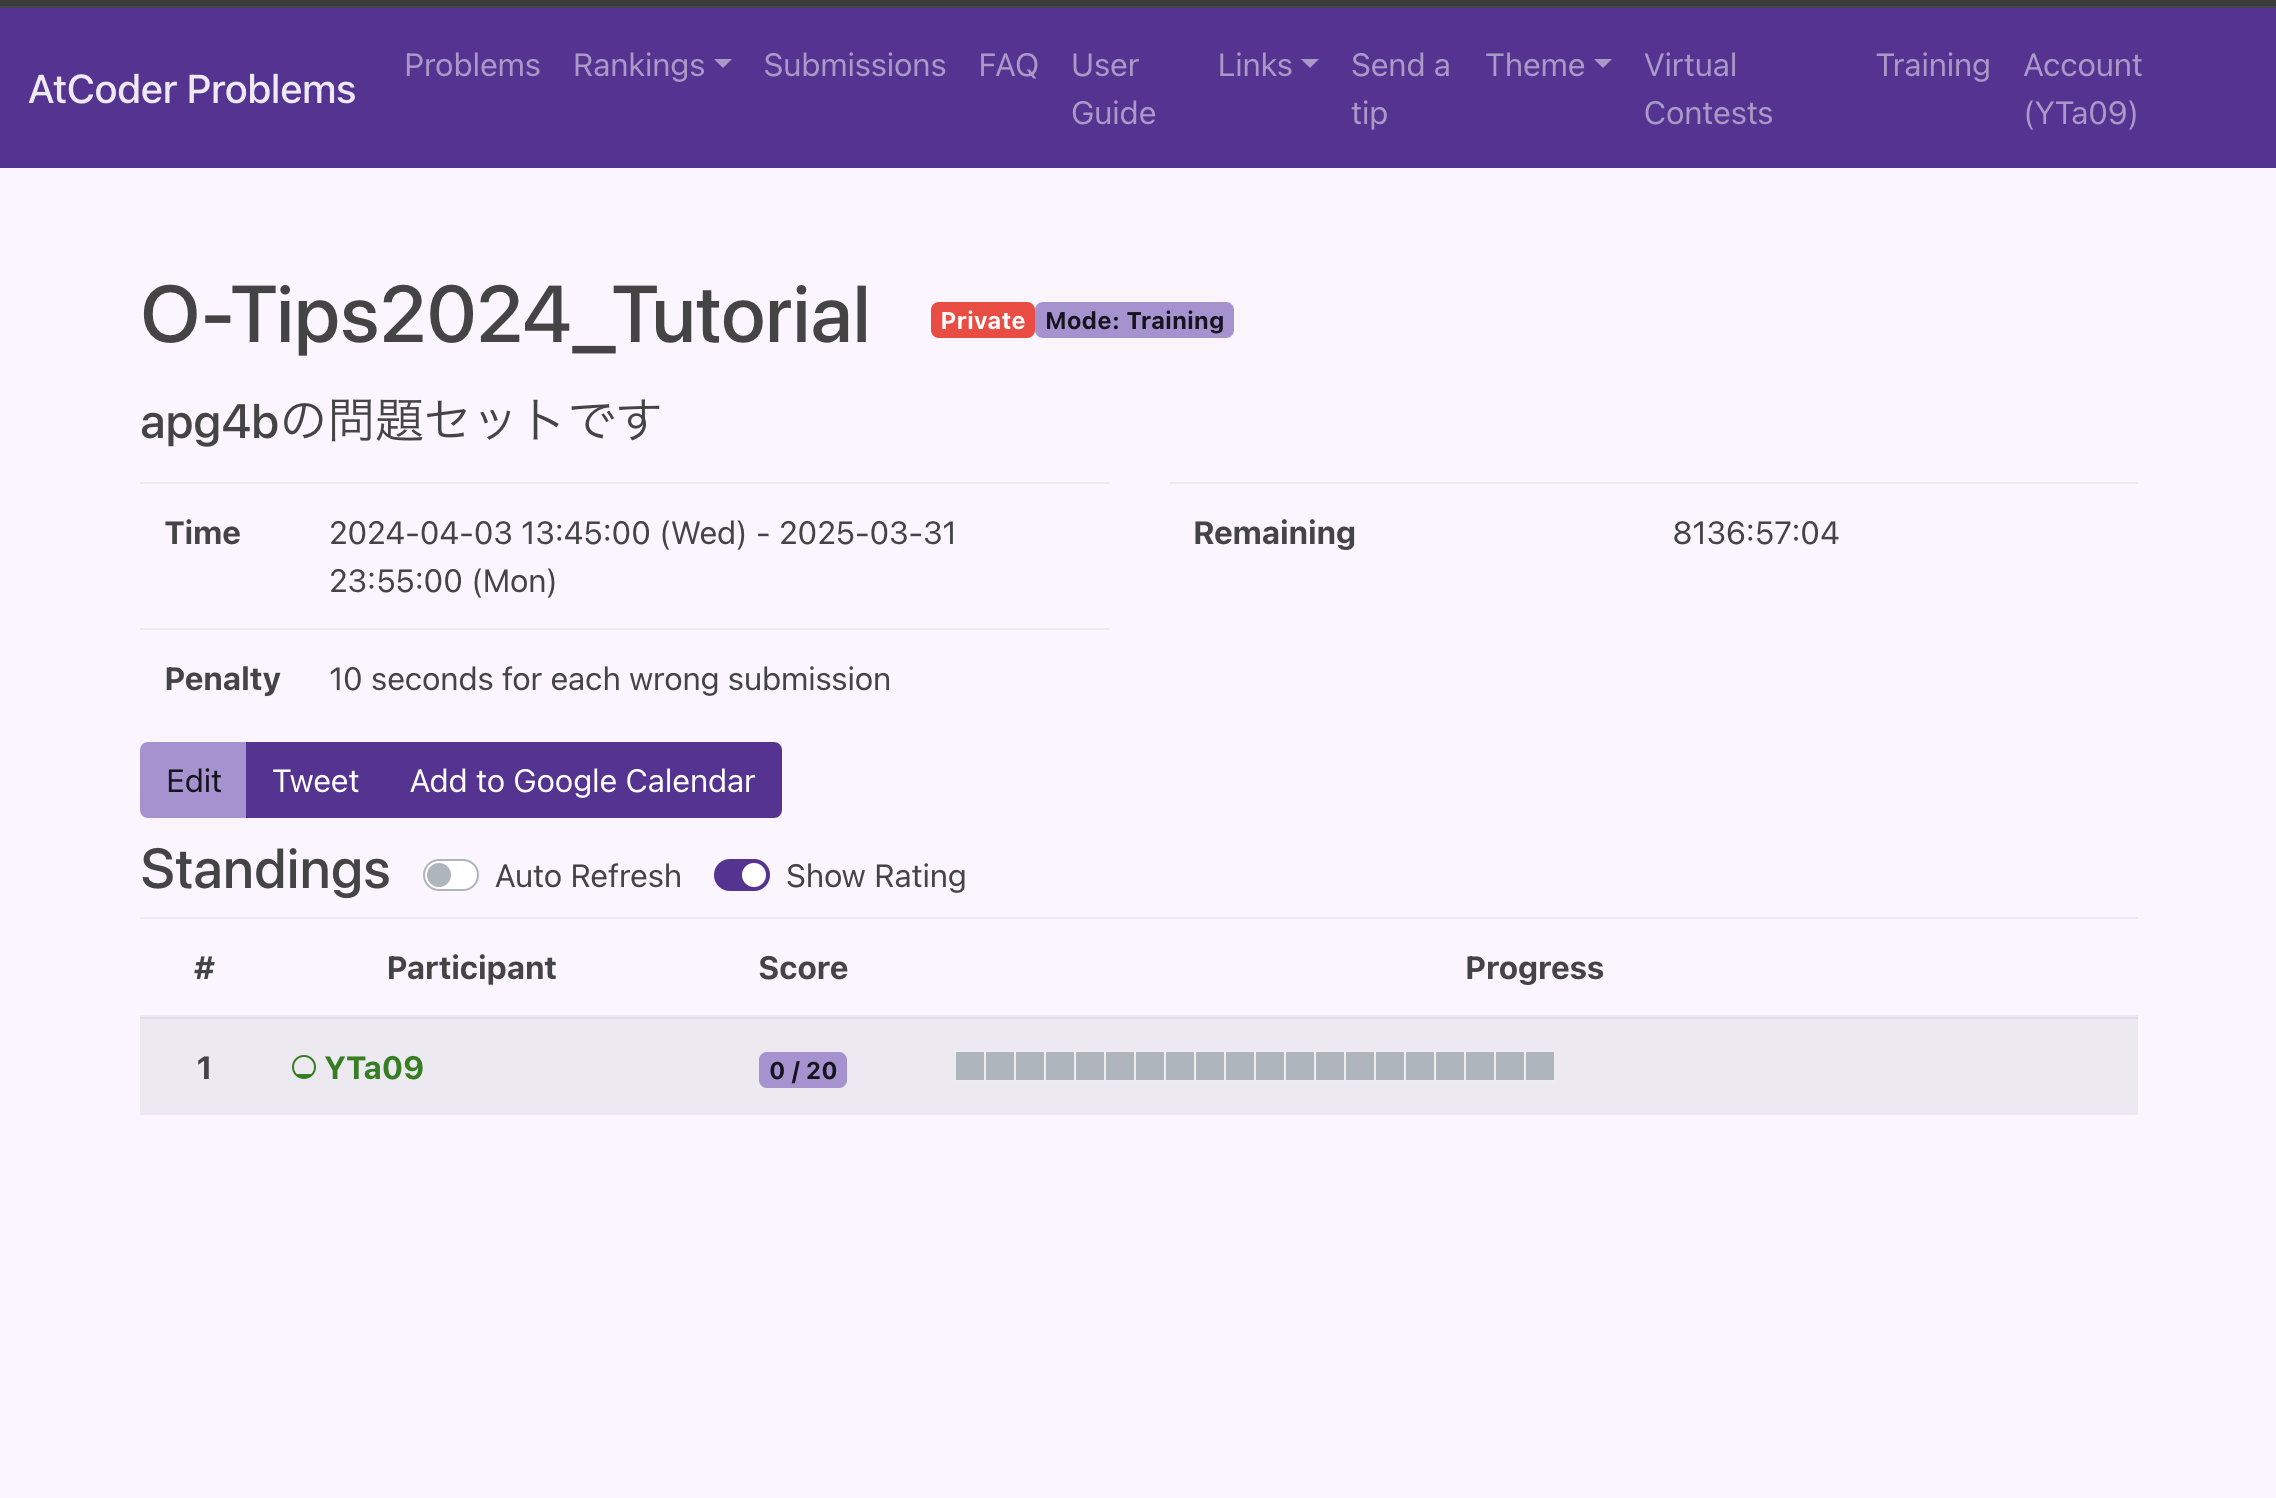 AtCoder Problems
Problems
Rankings
Submissions
FAQ
User
Guide
Links
Send a
tip
Theme
Virtual
Contests
Training
Account
(YTa09)
O-Tips2024_Tutorial
Private
Mode: Training
apg4bの問題セットです
Time
2024-04-03 13:45:00 (Wed) - 2025-03-31
23:55:00 (Mon)
Remaining
8136:57:04
Penalty
10 seconds for each wrong submission
Edit
Tweet
Add to Google Calendar
Standings
Auto Refresh
Show Rating
#
Participant
Score
Progress
1
YTa09
0 / 20